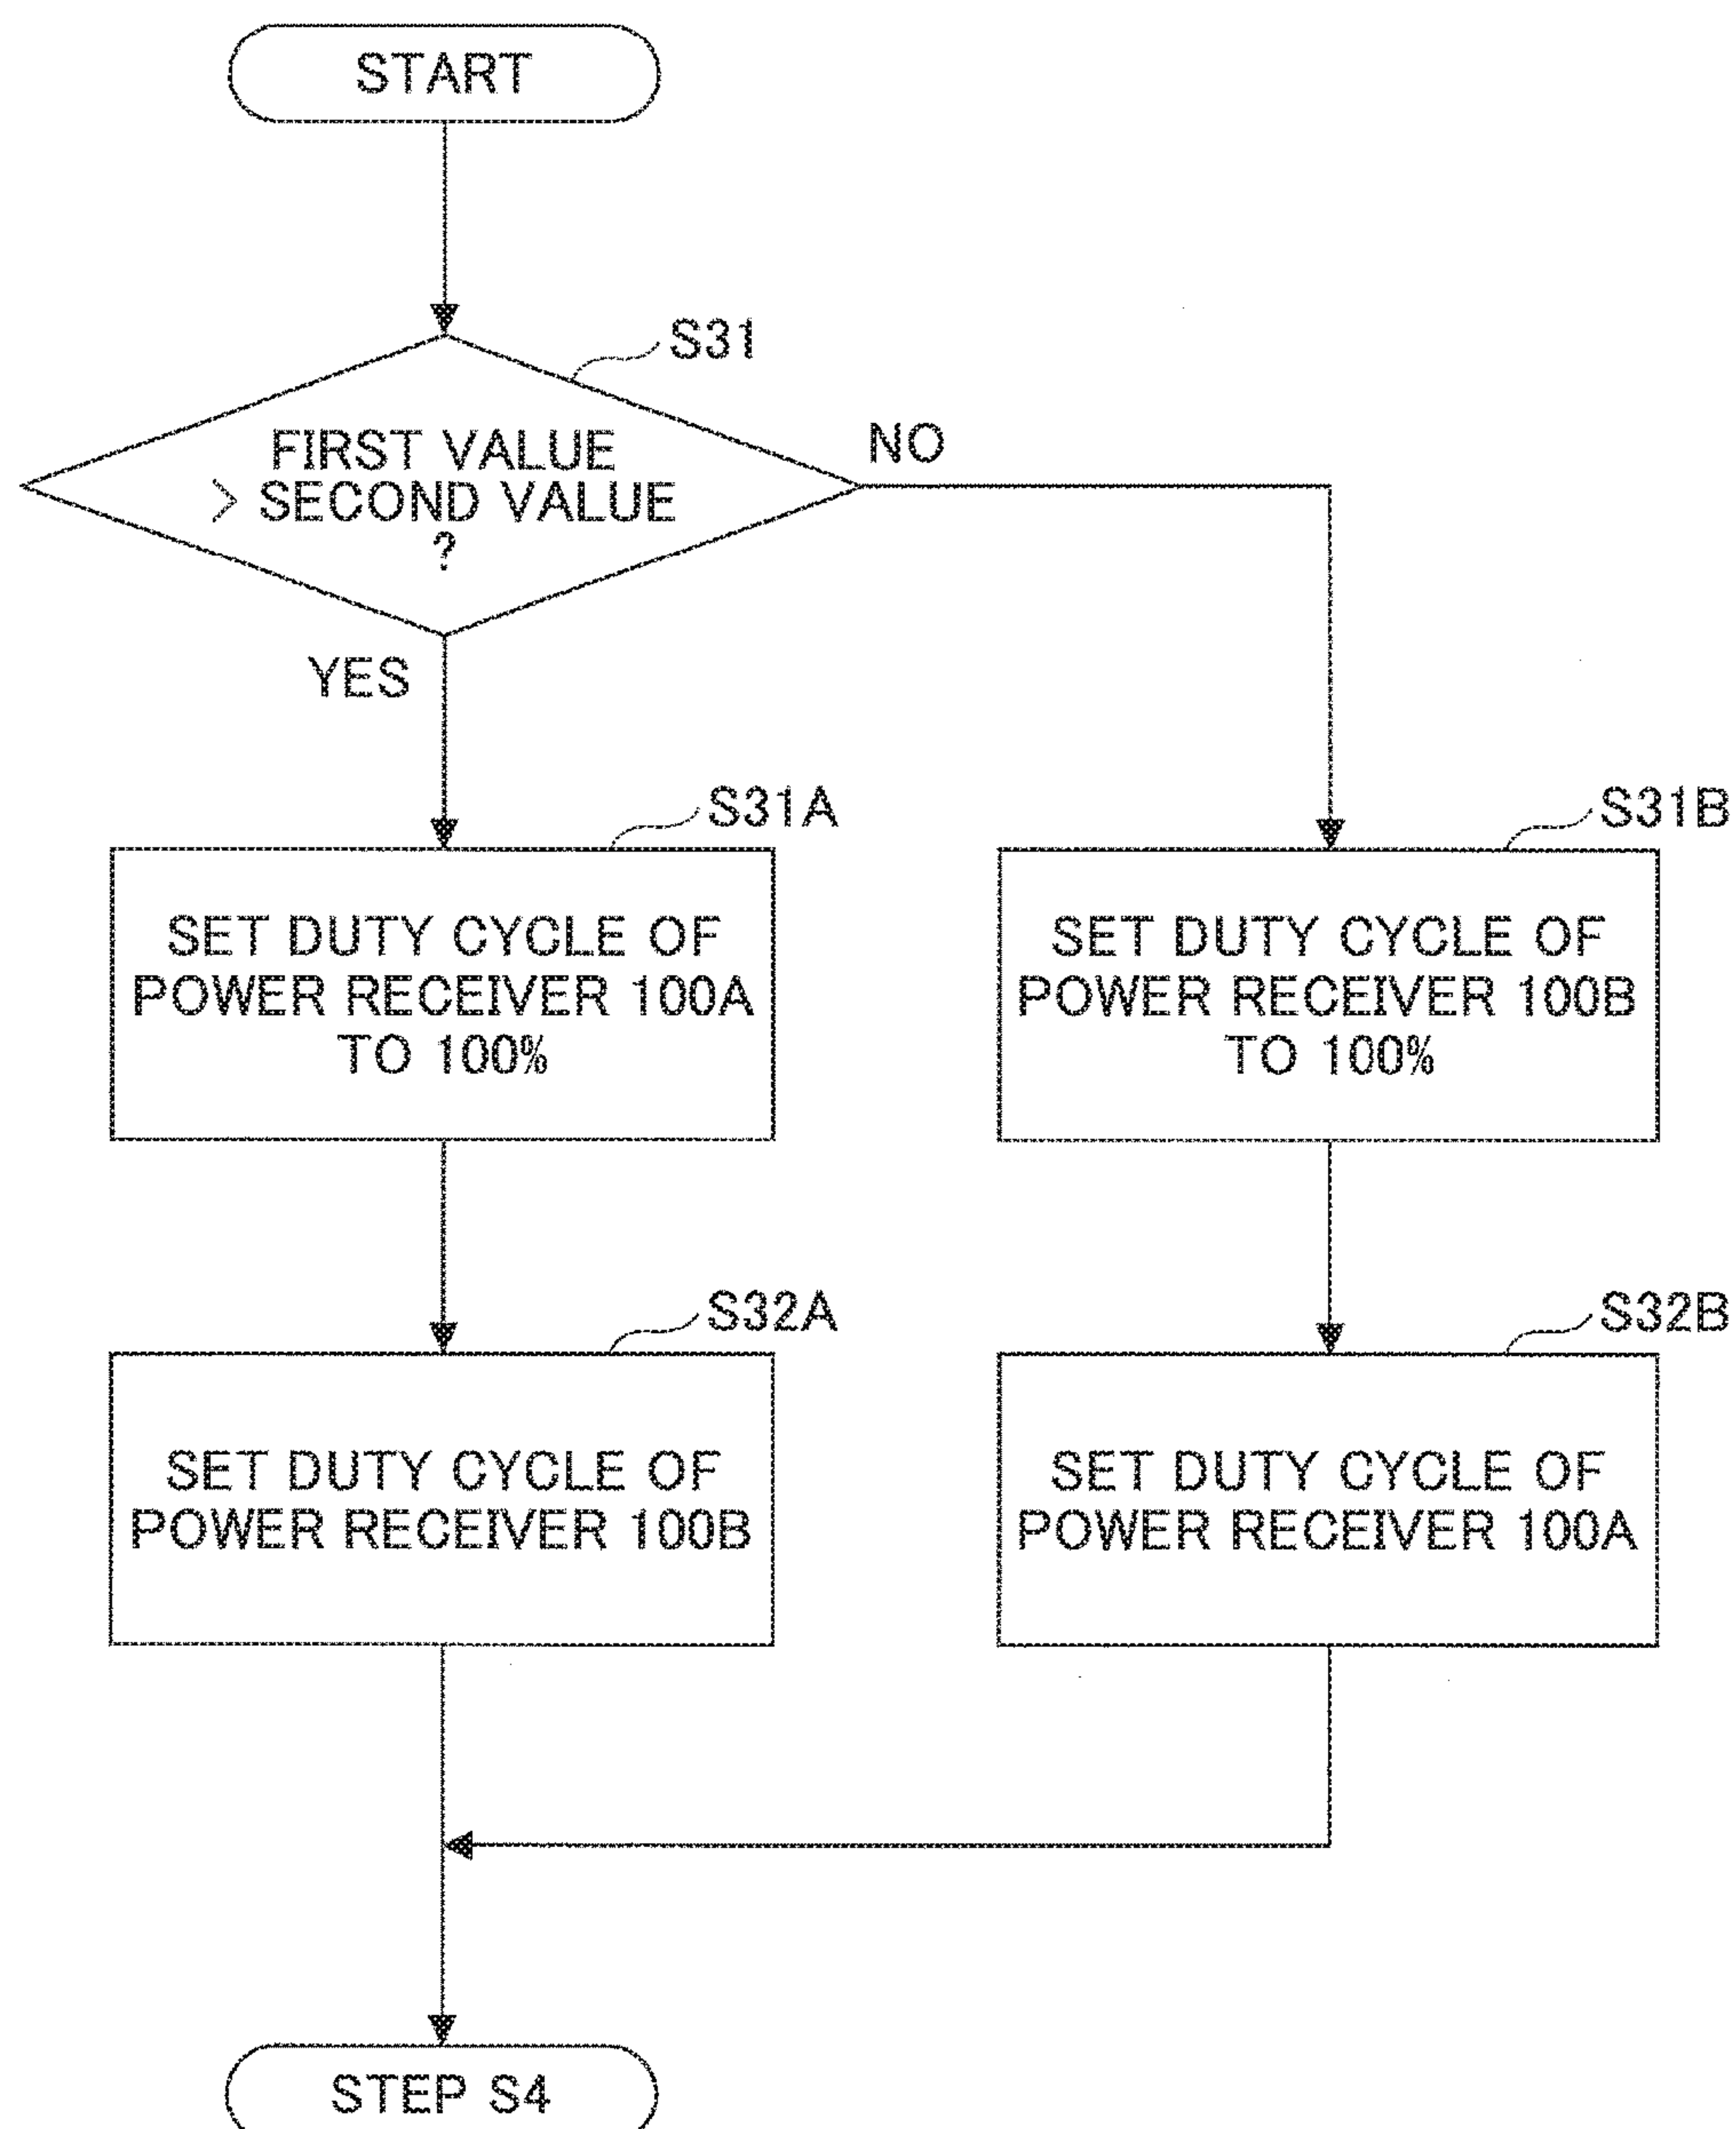 START
S31
FIRST VALUE
> SECOND VALUE
?
NO
YES
S31A
SET DUTY CYCLE OF
POWER RECEIVER 100A
TO 100%
S31B
SET DUTY CYCLE OF
POWER RECEIVER 100B
TO 100%
S32A
SET DUTY CYCLE OF
POWER RECEIVER 100B
S32B
SET DUTY CYCLE OF
POWER RECEIVER 100A
STEP S4